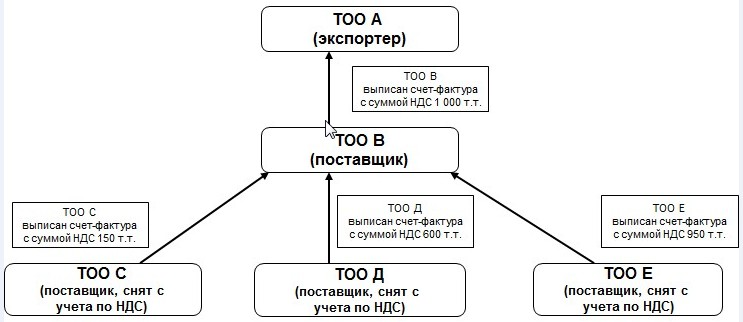 ТОО А
(экспортер)
ТОО В
выписан счет-фактура
с суммой НДС 1 000 т.т.
ТОО В
(поставщик)
ТОО С
выписан счет-фактура
с суммой НДС 150 т.т.
ТОО Д
выписан счет-фактура
с суммой НДС 600 т.т.
ТОО Е
выписан счет-фактура
с суммой НДС 950 т.т.
ТОО С
(поставщик, снят с
учета по НДС)
ТОО Д
(поставщик, снят с
учета по НДС)
ТОО Е
(поставщик, снят с
учета по НДС)